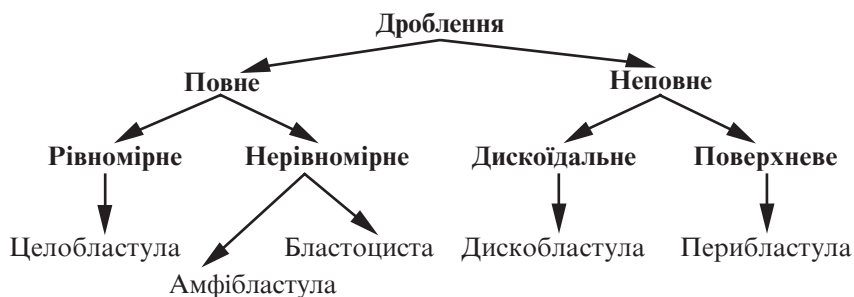 Дроблення
Повне Неповне
Рівномірне Нерівномірне Дискоїдальне Поверхневе
Целобластула Бластоциста Дискобластула Перибластула
Амфібластула